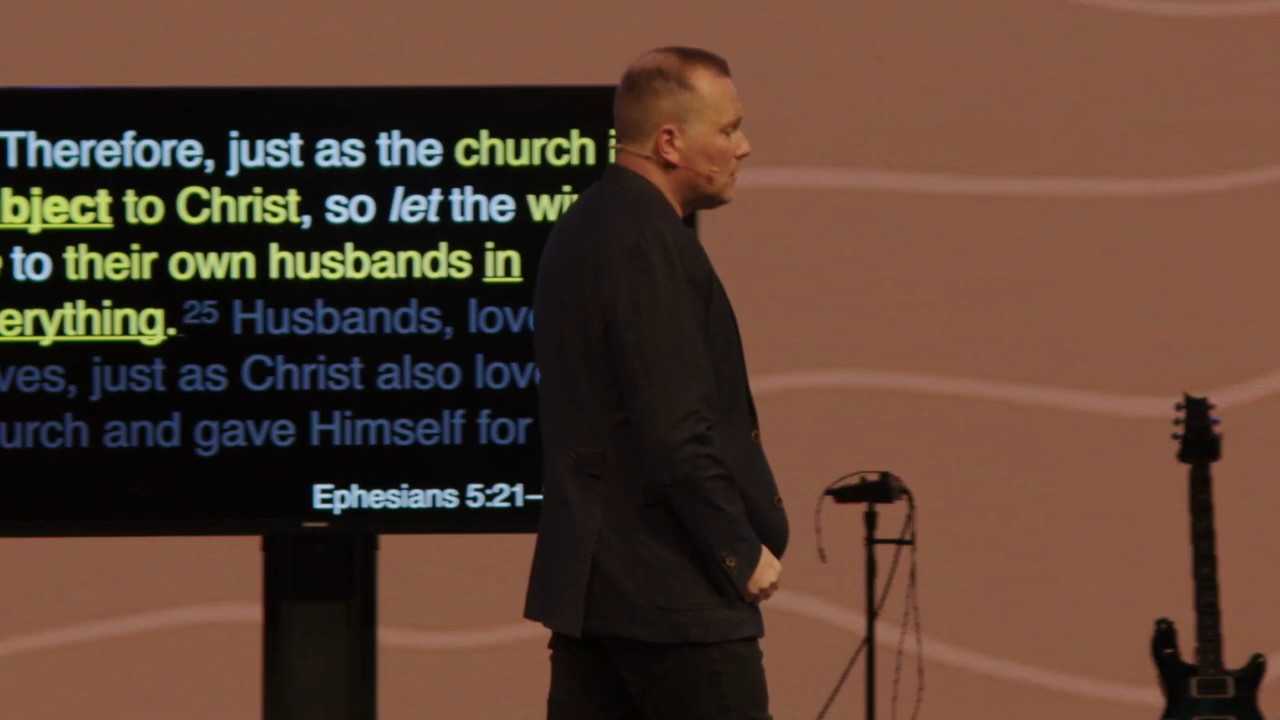 Therefore, just as the church
bject to Christ, so let the
to their own husbands in
erything. 25 Husbands, love
ves, just as Christ also love
urch and gave Himself for
Ephesians 5:21–